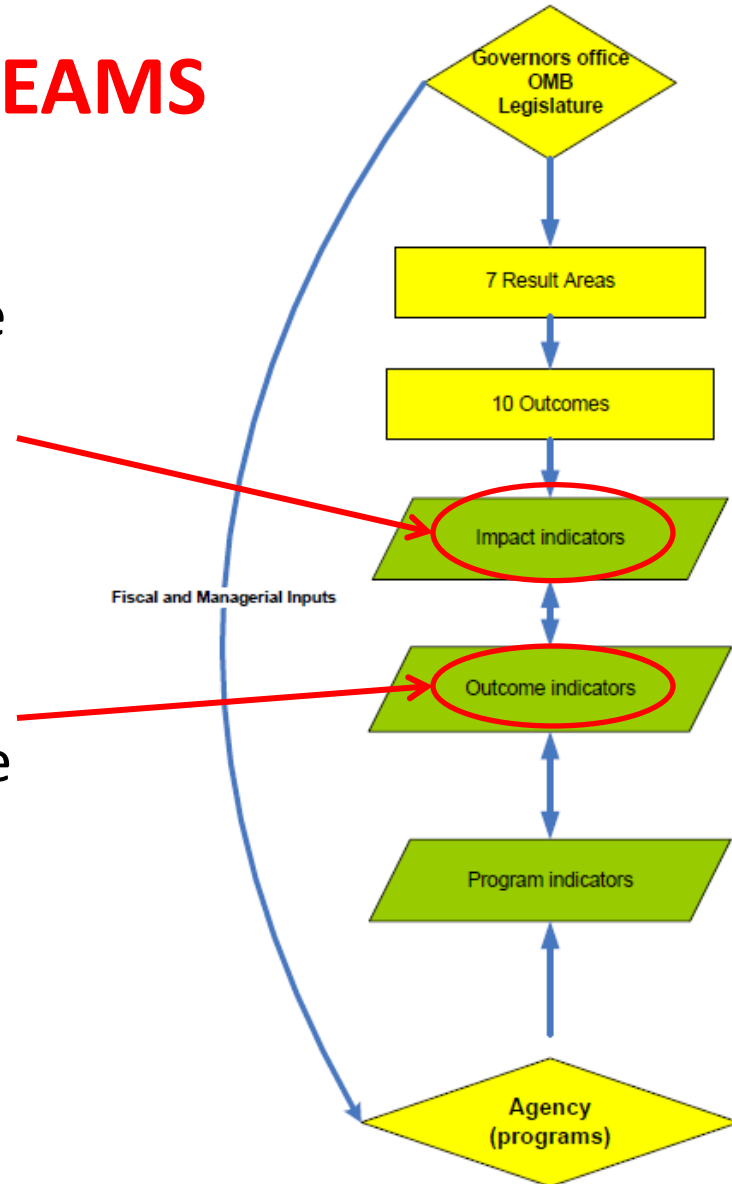 EAMS
Governors office
OMB
Legislature
7 Result Areas
e
10 Outcomes
Impact indicators
Fiscal and Managerial Inputs
Outcome indicators
e
Program indicators
Agency
(programs)